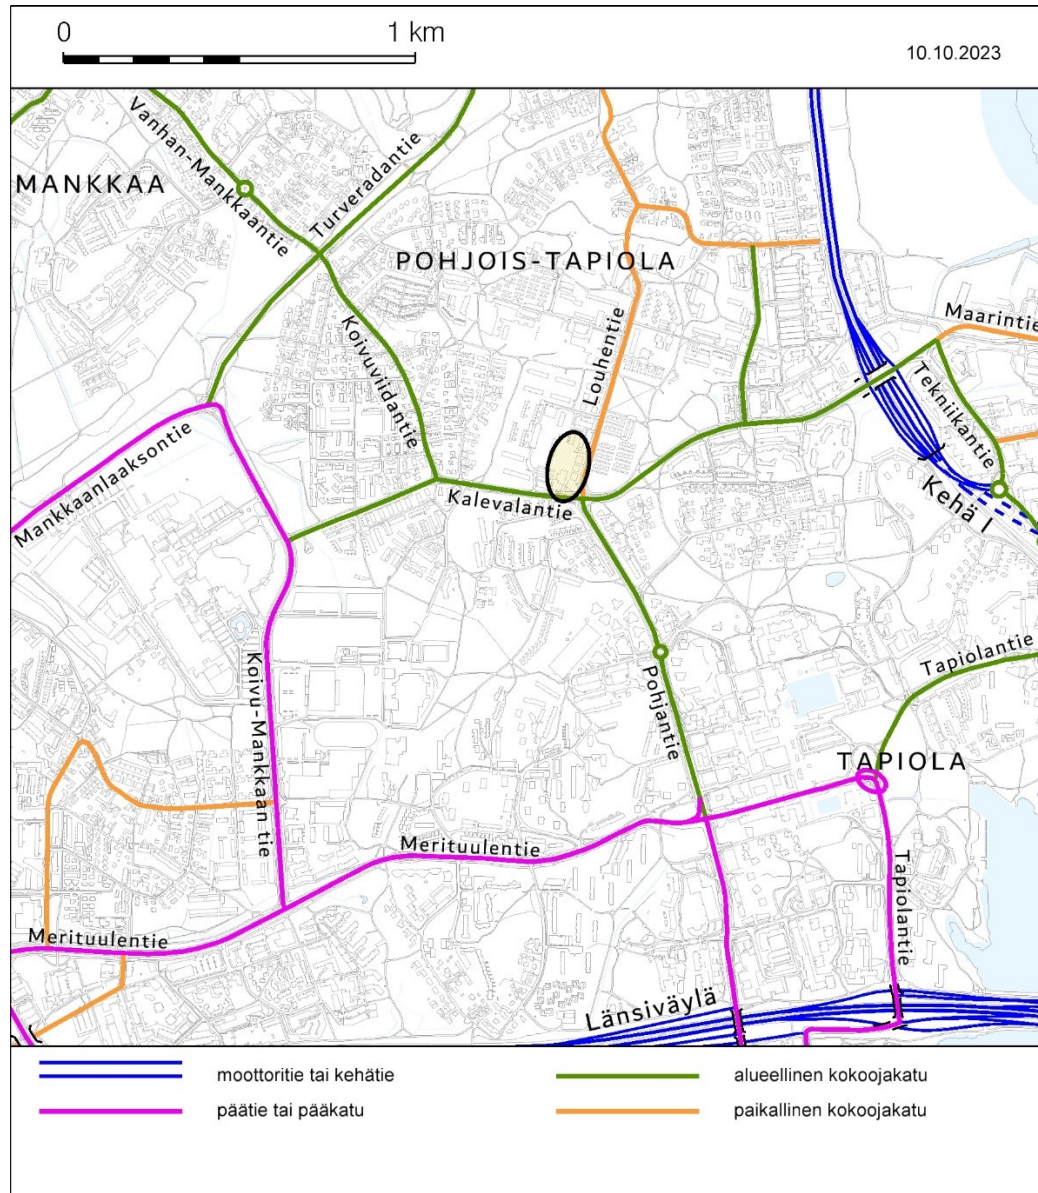 0
1 km
10.10.2023
Vanhan-Mankkaantie
MANKKAA
Turveradantie
POHJOIS-TAPIOLA
Koivuviidantie
Louhentie
Maarintie
Tekniikantie
Mankkaanlaaksontie
Kalevalantie
Kehä I
Koivu-Mankkaan tie
Pohjantie
Tapiolantie
TAPIOLA
Merituulentie
Tapiolantie
Merituulentie
Länsiväylä
moottoritie tai kehätie
alueellinen kokoojakatu
päätie tai pääkatu
paikallinen kokoojakatu